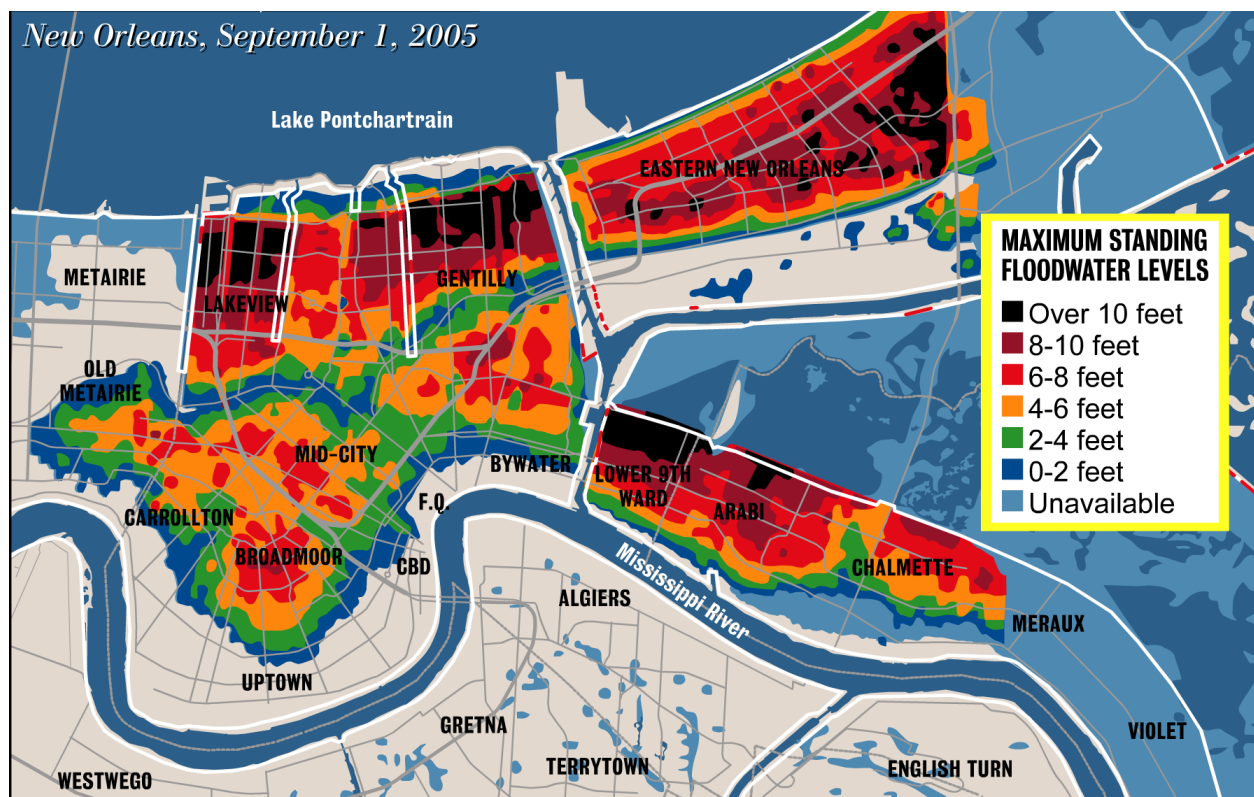 New Orleans, September 1, 2005
Lake Pontchartrain
EASTERN NEW ORLEANS
METAIRIE
LAKEVIEW
GENTILLY
MAXIMUM STANDING
FLOODWATER LEVELS
Over 10 feet
8-10 feet
6-8 feet
4-6 feet
2-4 feet
0-2 feet
Unavailable
OLD
METAIRIE
MID-CITY
BYWATER
LOWER 9TH
WARD
F.Q.
ARABI
CARROLLTON
BROADMOOR
CBD
CHALMETTE
Mississippi River
ALGIERS
MERAUX
UPTOWN
GRETNA
VIOLET
TERRYTOWN
ENGLISH TURN
WESTWEGO